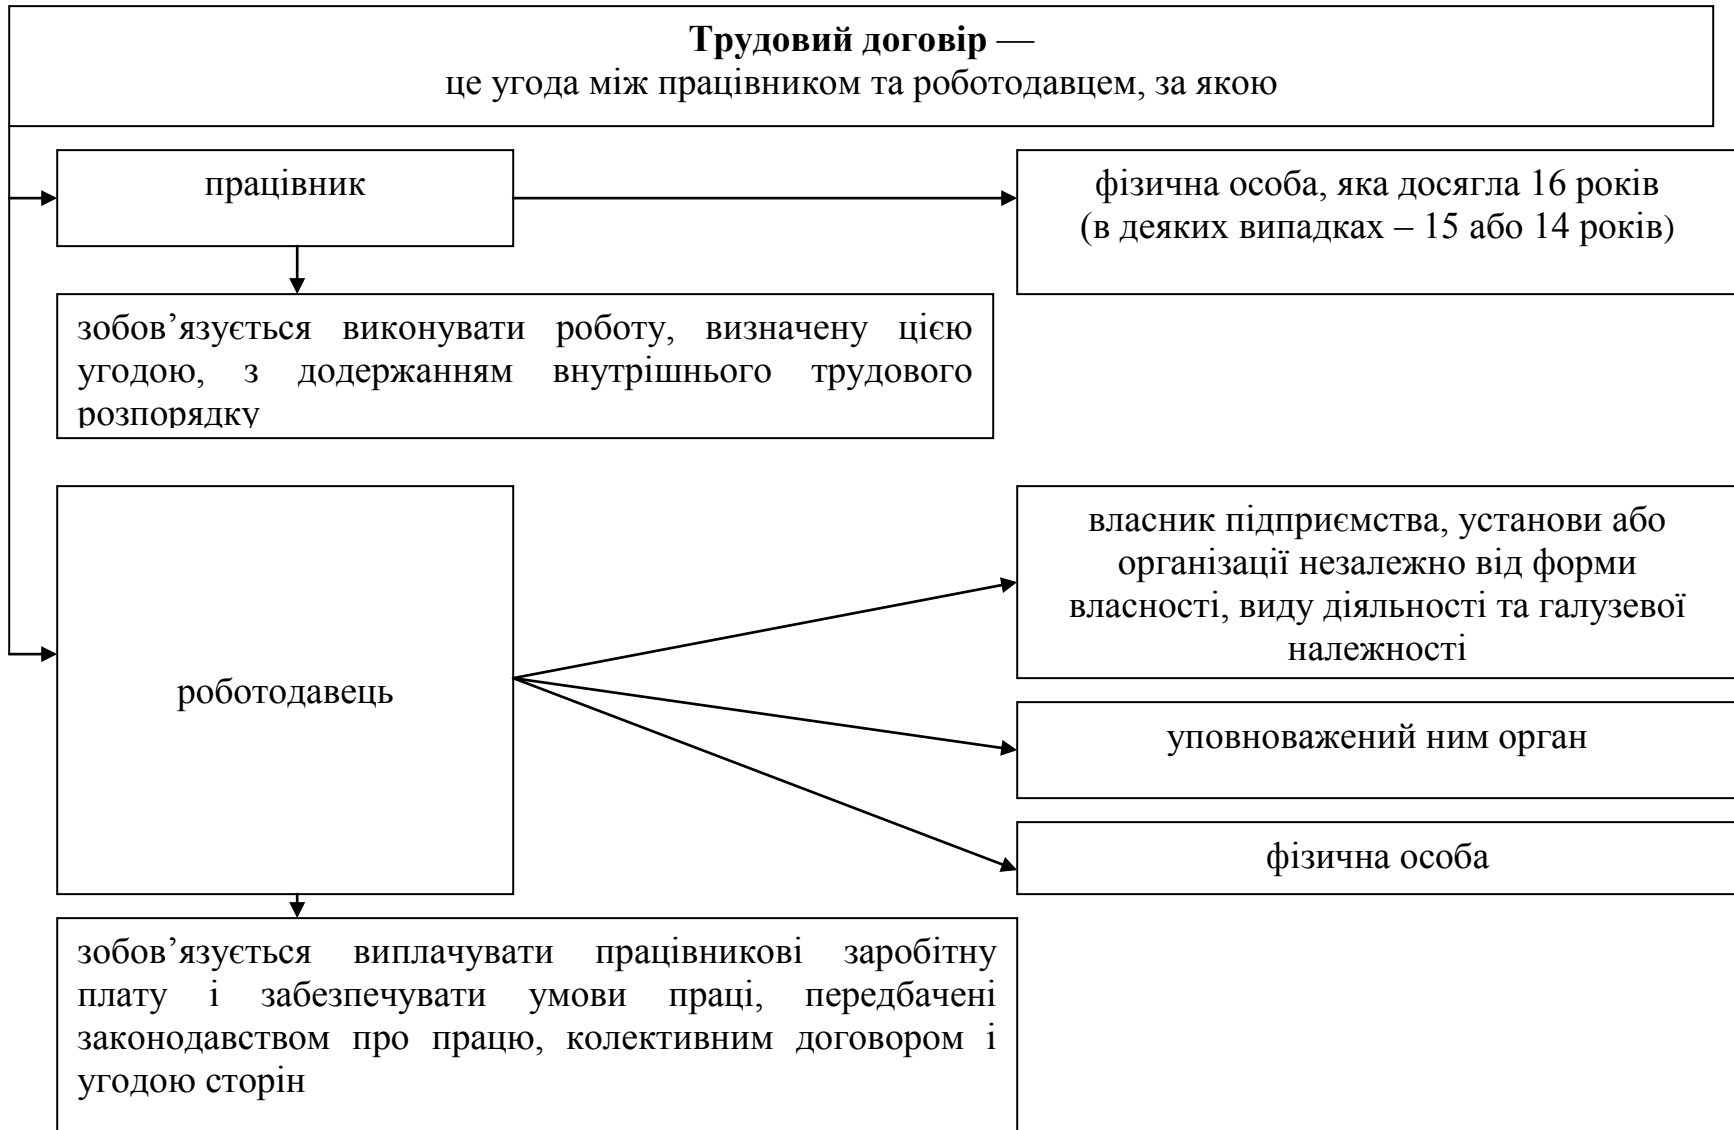 Трудовий договір —
це угода між працівником та роботодавцем, за якою
працівник
фізична особа, яка досягла 16 років
(в деяких випадках – 15 або 14 років)
зобов’язується виконувати роботу, визначену цією
угодою, з додержанням внутрішнього трудового
розпорядку
роботодавець
власник підприємства, установи або
організації незалежно від форми
власності, виду діяльності та галузевої
належності
уповноважений ним орган
фізична особа
зобов’язується виплачувати працівникові заробітну
плату і забезпечувати умови праці, передбачені
законодавством про працю, колективним договором і
угодою сторін